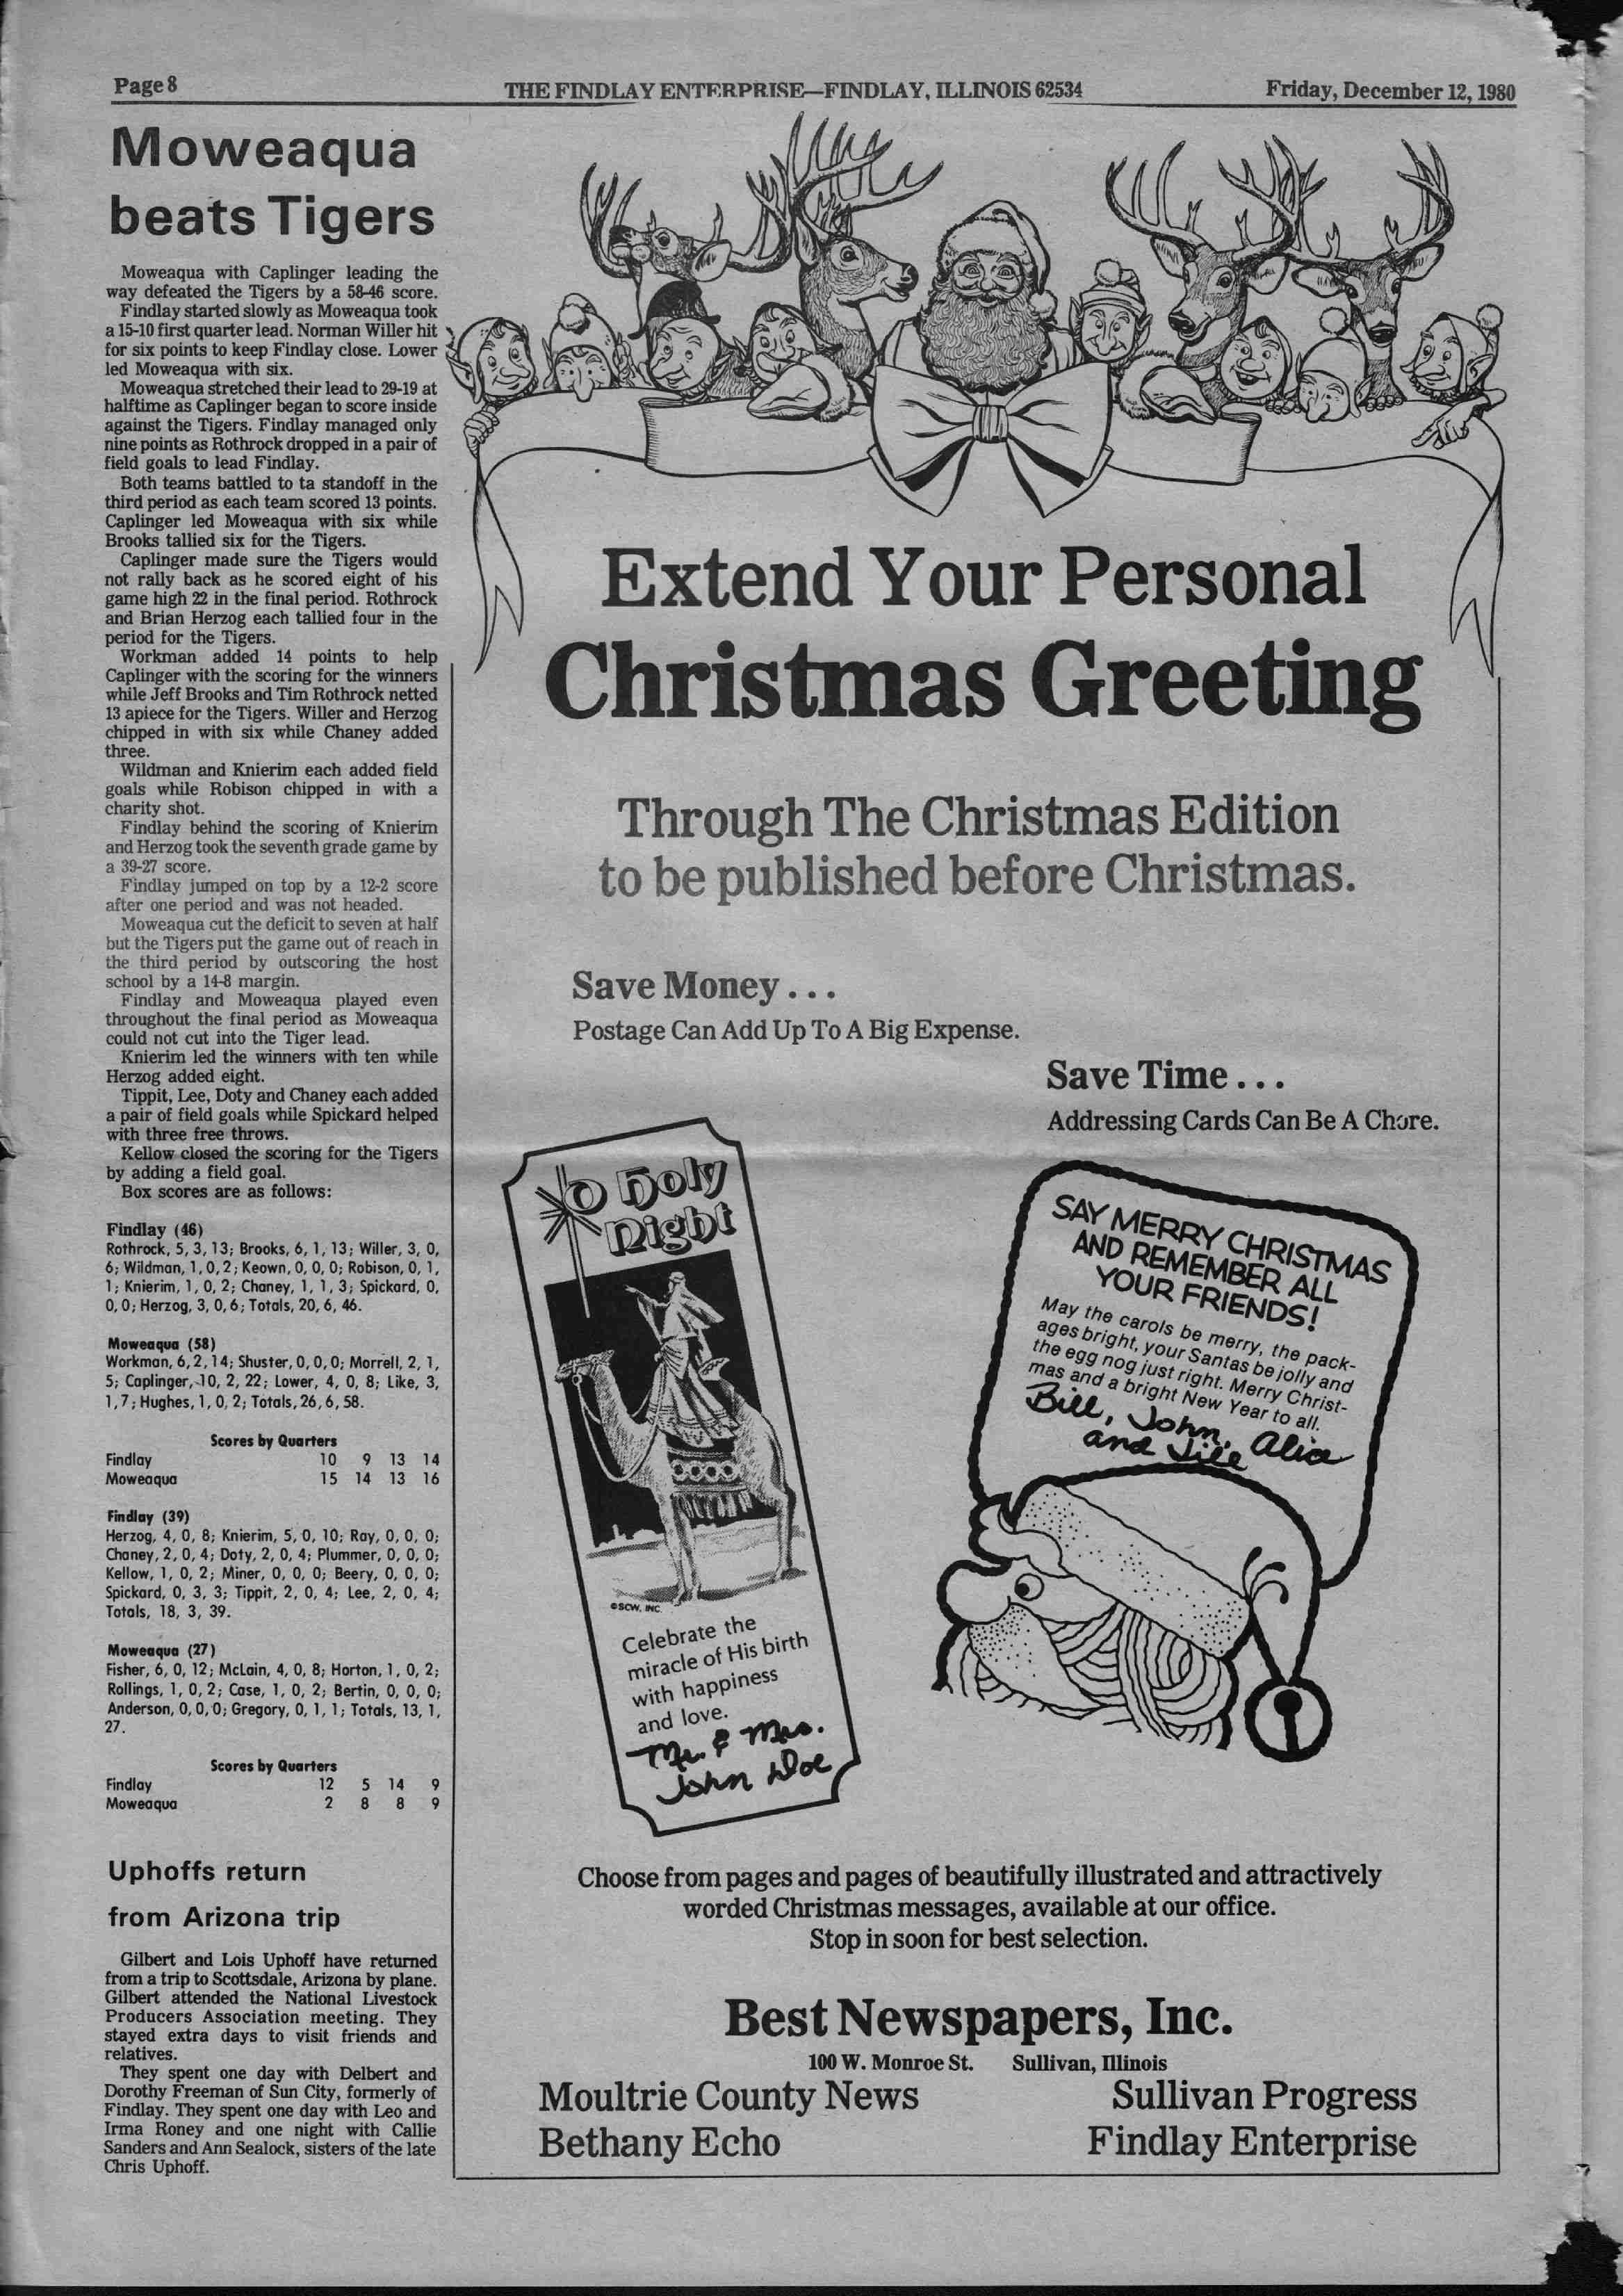 Page 8
THE FINDLAY ENTERPRISE—FINDLAY, ILLINOIS 62534
Friday, December 12, 1980
Moweaqua
beats Tigers
Moweaqua with Caplinger leading the
way defeated the Tigers by a 58-46 score.
Findlay started slowly as Moweaqua took
a 15-10 first quarter lead. Norman Willer hit
for six points to keep Findlay close. Lower
led Moweaqua with six.
Moweaqua stretched their lead to 29-19 at
halftime as Caplinger began to score inside
against the Tigers. Findlay managed only
nine points as Rothrock dropped in a pair of
field goals to lead Findlay.
Both teams battled to ta standoff in the
third period as each team scored 13 points.
Caplinger led Moweaqua with six while
Brooks tallied six for the Tigers.
Caplinger made sure the Tigers would
not rally back as he scored eight of his
game high 22 in the final period. Rothrock
and Brian Herzog each tallied four in the
period for the Tigers.
Workman added 14 points to help
Caplinger with the scoring for the winners
while Jeff Brooks and Tim Rothrock netted
13 apiece for the Tigers. Willer and Herzog
chipped in with six while Chaney added
three.
Wildman and Knierim each added field
goals while Robison chipped in with a
charity shot.
Findlay behind the scoring of Knierim
and Herzog took the seventh grade game by
a 39-27 score.
Findlay jumped on top by a 12-2 score
after one period and was not headed.
Moweaqua cut the deficit to seven at half
but the Tigers put the game out of reach in
the third period by outscoring the host
school by a 14-8 margin.
Findlay and Moweaqua played even
throughout the final period as Moweaqua
could not cut into the Tiger lead.
Knierim led the winners with ten while
Herzog added eight.
Tippit, Lee, Doty and Chaney each added
a pair of field goals while Spickard helped
with three free throws.
Kellow closed the scoring for the Tigers
by adding a field goal.
Box scores are as follows:
Findlay (46)
Rothrock, 5, 3, 13; Brooks, 6, 1, 13; Willer, 3, 0,
6; Wildman, 1, 0, 2; Keown, 0, 0, 0; Robison, 0, 1,
1; Knierim, 1, 0, 2; Chaney, 1, 1, 3; Spickard, 0,
0, 0; Herzog, 3, 0, 6; Totals, 20, 6, 46.
Moweaqua (58)
Workman, 6, 2, 14; Shuster, 0, 0, 0; Morrell, 2, 1,
5; Caplinger, 10, 2, 22; Lower, 4, 0, 8; Like, 3,
1, 7; Hughes, 1, 0, 2; Totals, 26, 6, 58.
Scores by Quarters
Findlay 10 9 13 14
Moweaqua 15 14 13 16
Findlay (39)
Herzog, 4, 0, 8; Knierim, 5, 0, 10; Ray, 0, 0, 0;
Chaney, 2, 0, 4; Doty, 2, 0, 4; Plummer, 0, 0, 0;
Kellow, 1, 0, 2; Miner, 0, 0, 0; Beery, 0, 0, 0;
Spickard, 0, 3, 3; Tippit, 2, 0, 4; Lee, 2, 0, 4;
Totals, 18, 3, 39.
Moweaqua (27)
Fisher, 6, 0, 12; McLain, 4, 0, 8; Horton, 1, 0, 2;
Rollings, 1, 0, 2; Case, 1, 0, 2; Bertin, 0, 0, 0;
Anderson, 0, 0, 0; Gregory, 0, 1, 1; Totals, 13, 1,
27.
Scores by Quarters
Findlay 12 5 14 9
Moweaqua 2 8 8 9
Uphoffs return
from Arizona trip
Gilbert and Lois Uphoff have returned
from a trip to Scottsdale, Arizona by plane.
Gilbert attended the National Livestock
Producers Association meeting. They
stayed extra days to visit friends and
relatives.
They spent one day with Delbert and
Dorothy Freeman of Sun City, formerly of
Findlay. They spent one day with Leo and
Irma Roney and one night with Callie
Sanders and Ann Sealock, sisters of the late
Chris Uphoff.
Extend Your Personal
Christmas Greeting
Through The Christmas Edition
to be published before Christmas.
Save Money . . .
Postage Can Add Up To A Big Expense.
Save Time . . .
Addressing Cards Can Be A Chore.
O Holy
Night
©SCW, INC.
Celebrate the
miracle of His birth
with happiness
and love.
Mr. & Mrs.
John Doe
SAY MERRY CHRISTMAS
AND REMEMBER ALL
YOUR FRIENDS!
May the carols be merry, the pack-
ages bright, your Santas be jolly and
the egg nog just right. Merry Christ-
mas and a bright New Year to all.
Bill, John, Alice
and Jill
Choose from pages and pages of beautifully illustrated and attractively
worded Christmas messages, available at our office.
Stop in soon for best selection.
Best Newspapers, Inc.
100 W. Monroe St. Sullivan, Illinois
Moultrie County News Sullivan Progress
Bethany Echo Findlay Enterprise